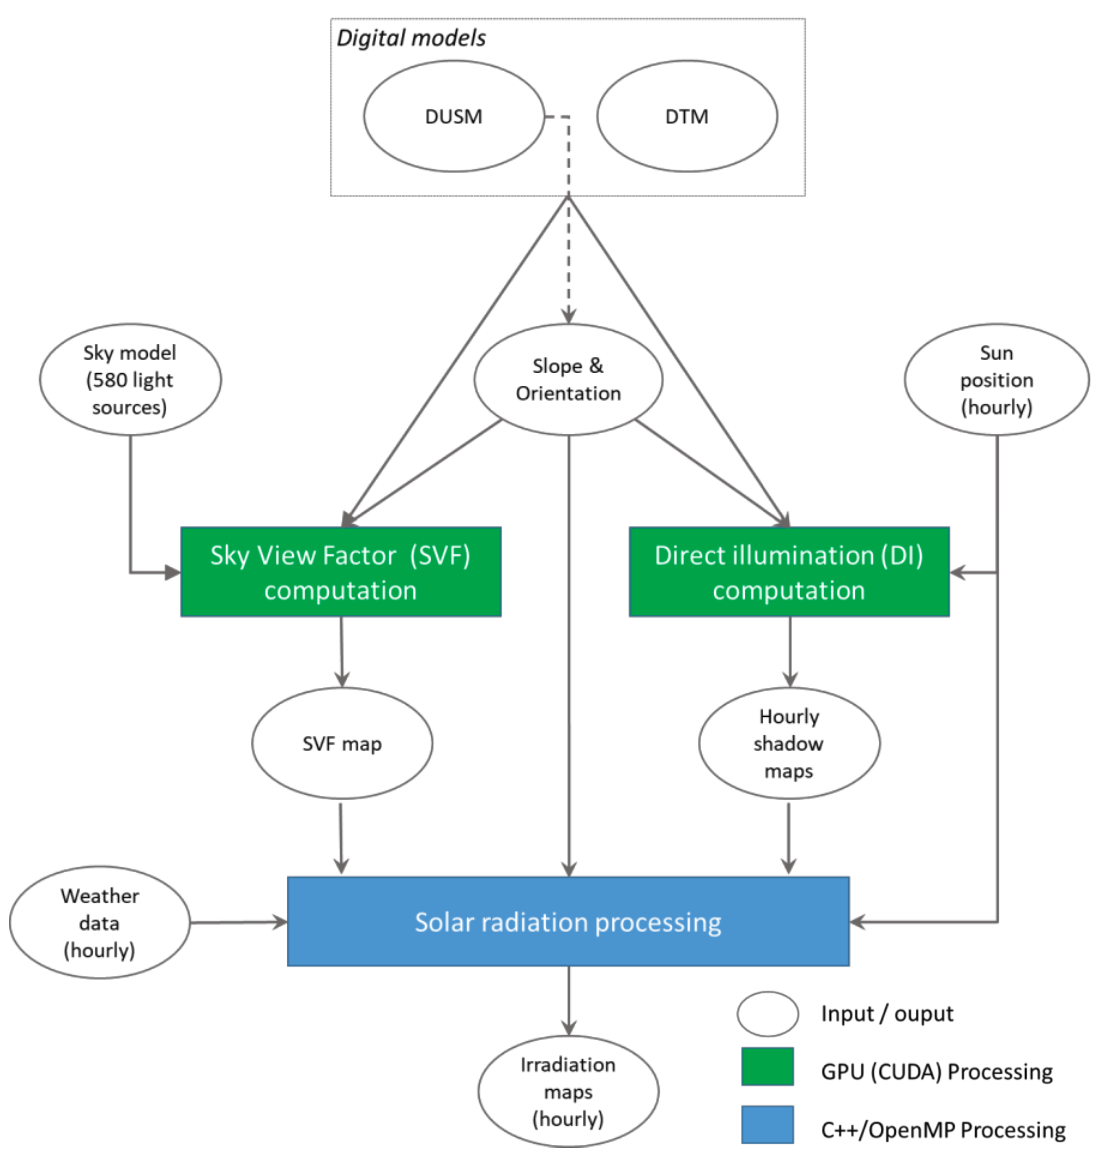 Digital models
DUSM
DTM
Sky model
(580 light
sources)
Slope &
Orientation
Sun
position
(hourly)
Sky View Factor (SVF)
computation
Direct illumination (DI)
computation
SVF map
Hourly
shadow
maps
Weather
data
(hourly)
Solar radiation processing
Irradiation
maps
(hourly)
Input / ouput
GPU (CUDA) Processing
C++/OpenMP Processing